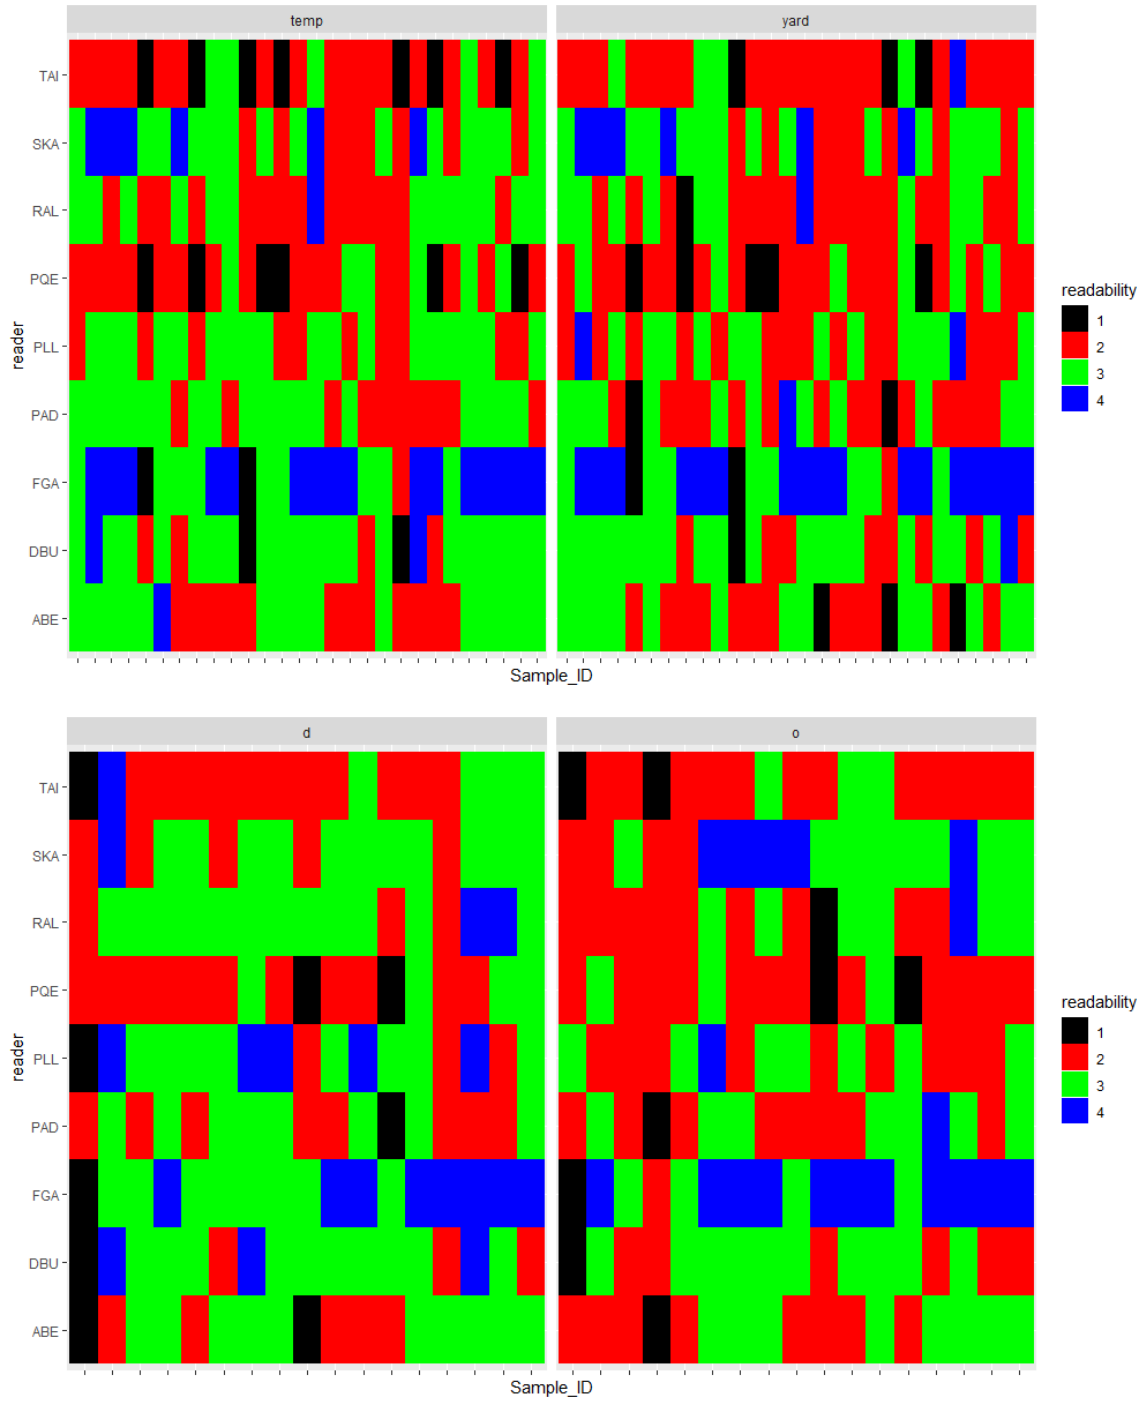 temp yard
TAI
SKA
RAL
PQE
PLL
PAD
FGA
DBU
ABE
reader
Sample_ID
readability
1
2
3
4
d o
TAI
SKA
RAL
PQE
PLL
PAD
FGA
DBU
ABE
reader
Sample_ID
readability
1
2
3
4